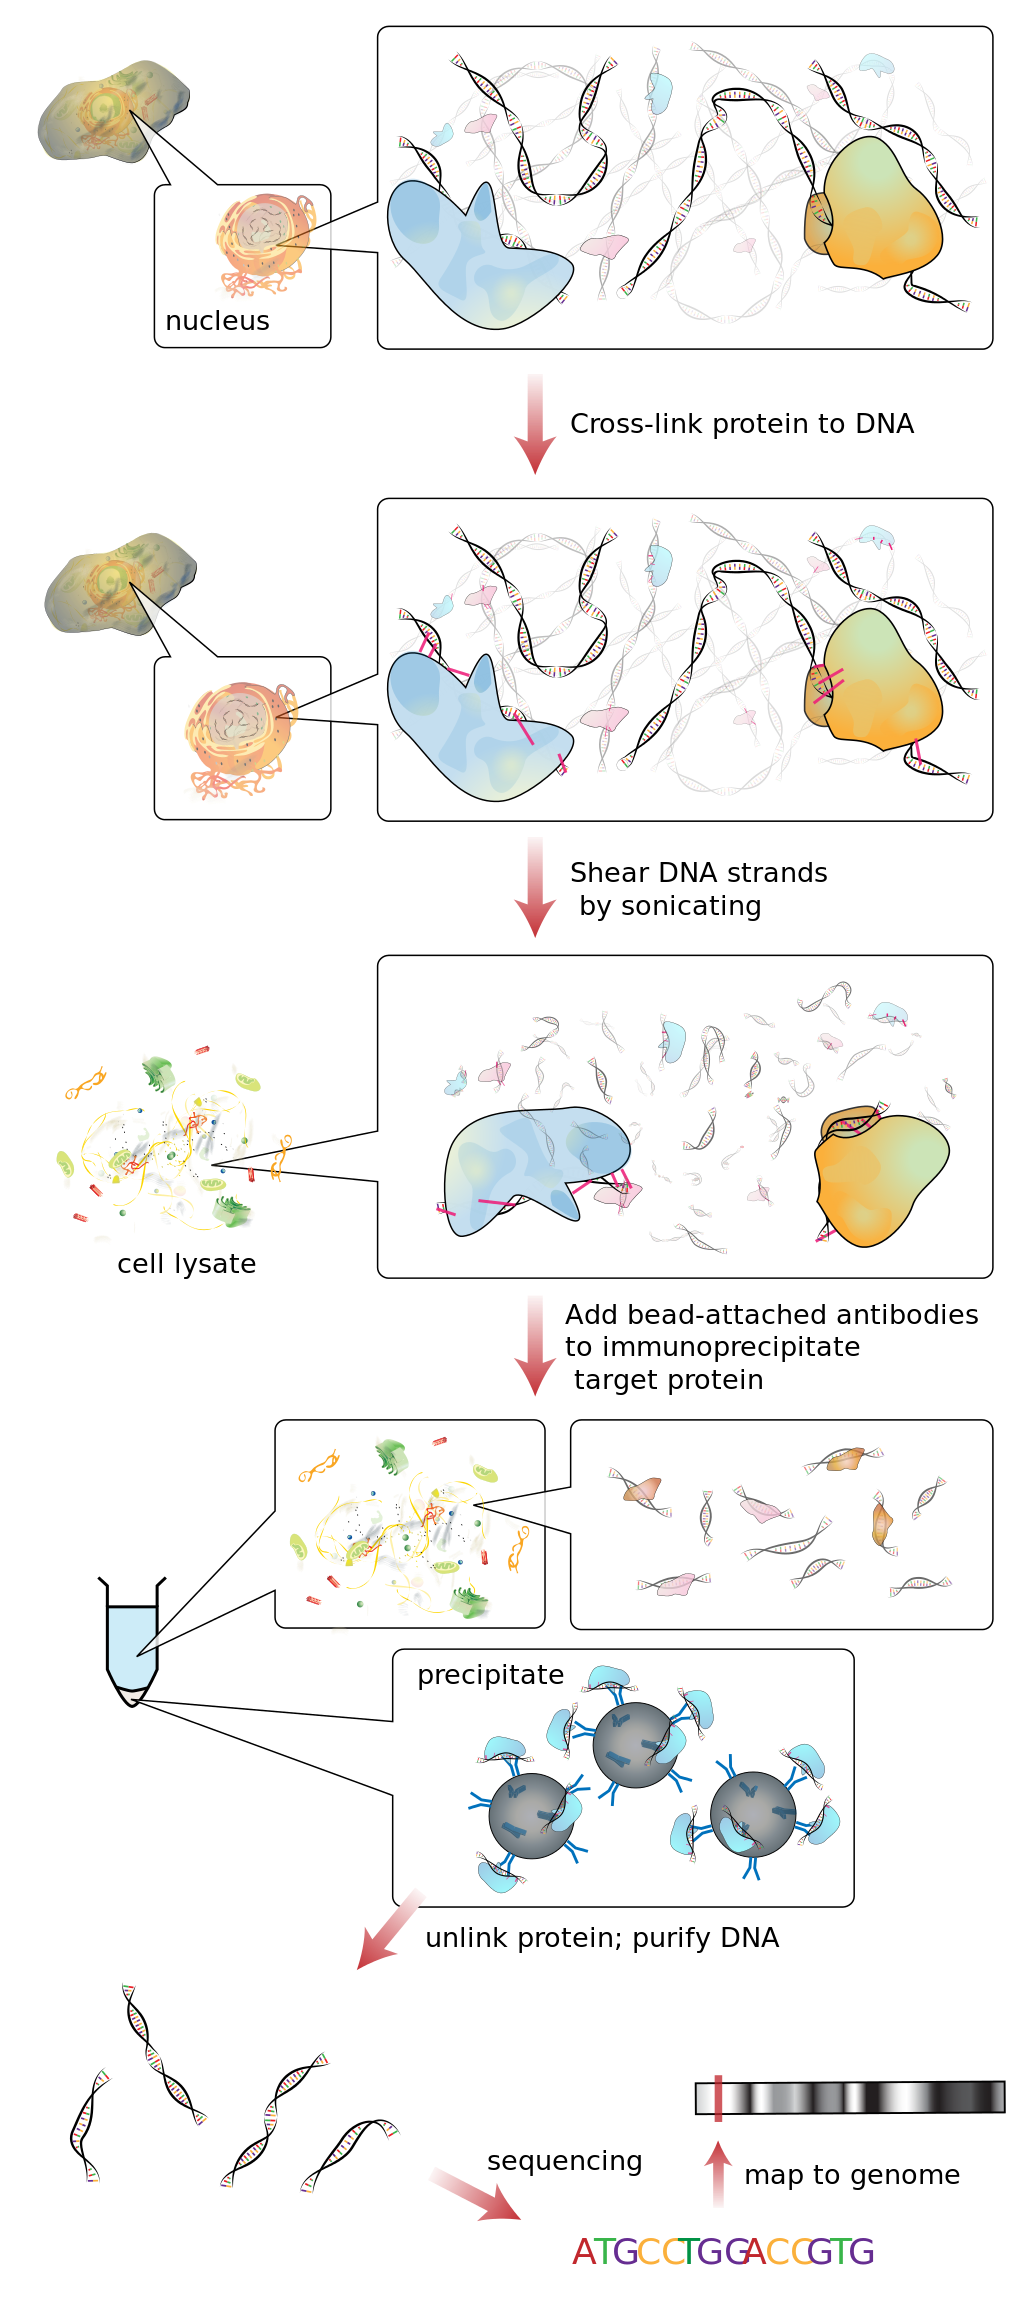 nucleus
Cross-link protein to DNA
Shear DNA strands
by sonicating
cell lysate
Add bead-attached antibodies
to immunoprecipitate
target protein
precipitate
unlink protein; purify DNA
sequencing
map to genome
ATGCCTGGACCGTG